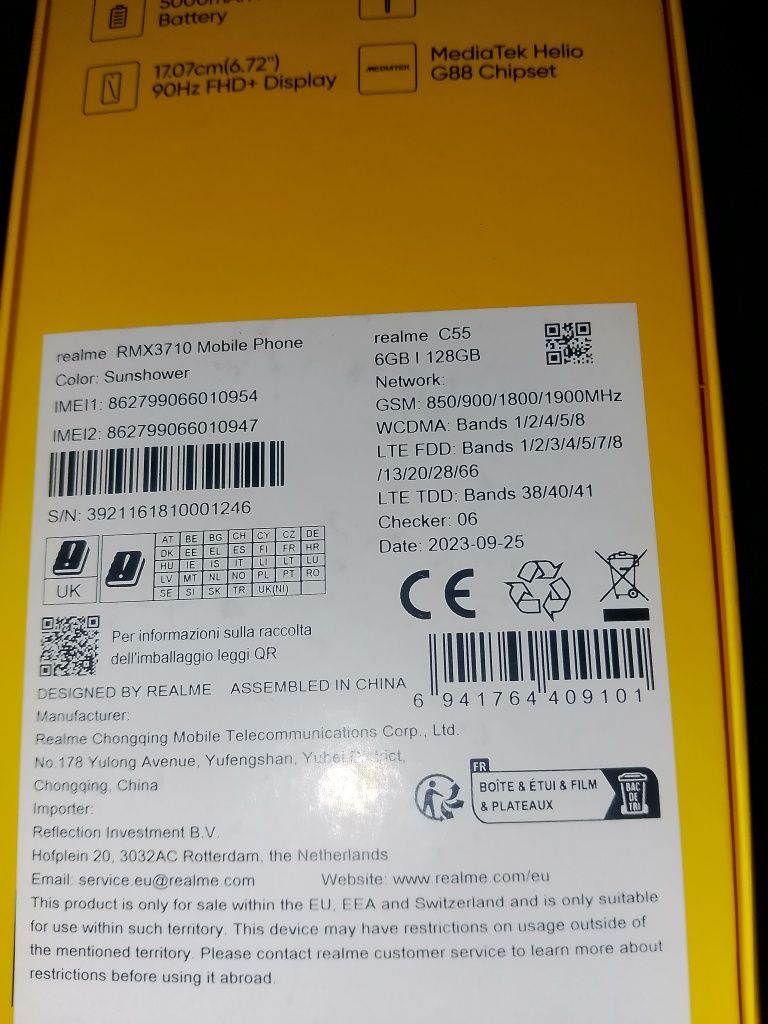 5000mAh
Battery
17.07cm(6.72")
90Hz FHD+ Display
MEDIATEK
MediaTek Helio
G88 Chipset
realme RMX3710 Mobile Phone
Color: Sunshower
IMEI1: 862799066010954
IMEI2: 862799066010947
S/N: 3921161810001246
UK
AT BE BG CH CY CZ DE
DK EE EL ES FI FR HR
HU IE IS IT LI LT LU
LV MT NL NO PL PT RO
SE SI SK TR UK(NI)
Per informazioni sulla raccolta
dell'imballaggio leggi QR
realme C55
6GB I 128GB
Network:
GSM: 850/900/1800/1900MHz
WCDMA: Bands 1/2/4/5/8
LTE FDD: Bands 1/2/3/4/5/7/8
/13/20/28/66
LTE TDD: Bands 38/40/41
Checker: 06
Date: 2023-09-25
CE
6 941764 409101
DESIGNED BY REALME ASSEMBLED IN CHINA
Manufacturer:
Realme Chongqing Mobile Telecommunications Corp., Ltd.
No.178 Yulong Avenue, Yufengshan, Yubei District,
Chongqing, China
FR
BOÎTE & ÉTUI & FILM
& PLATEAUX
BAC
DE
TRI
Importer:
Reflection Investment B.V.
Hofplein 20, 3032AC Rotterdam, the Netherlands
Email: service.eu@realme.com Website: www.realme.com/eu
This product is only for sale within the EU, EEA and Switzerland and is only suitable
for use within such territory. This device may have restrictions on usage outside of
the mentioned territory. Please contact realme customer service to learn more about
restrictions before using it abroad.